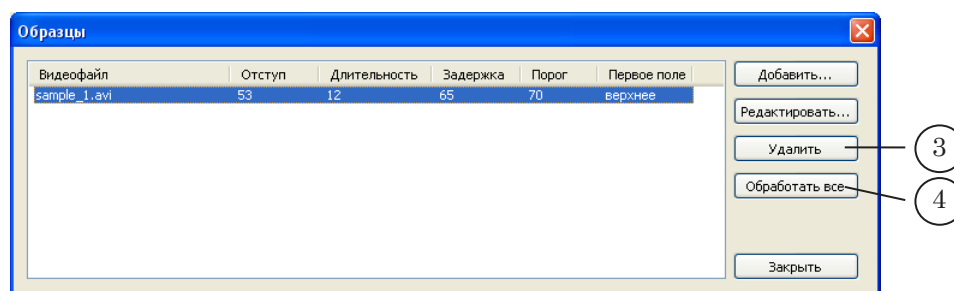 Образцы
Видеофайл Отступ Длительность Задержка Порог Первое поле
sample_1.avi 53 12 65 70 верхнее
Добавить...
Редактировать...
Удалить
3
Обработать все
4
Закрыть